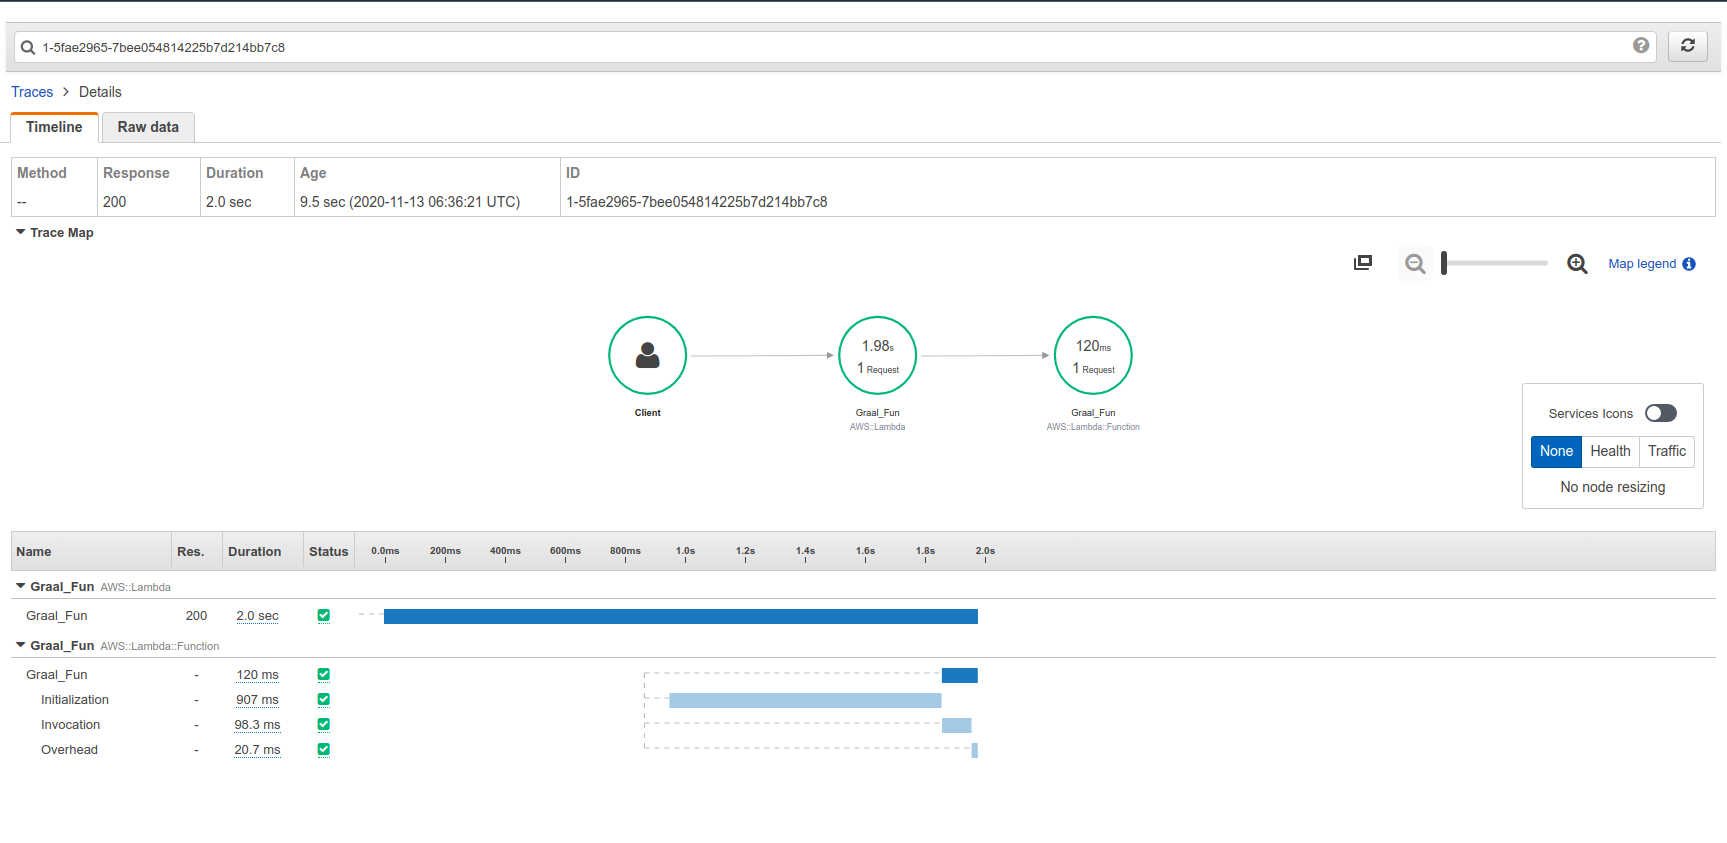 1-5fae2965-7bee054814225b7d214bb7c8
Traces > Details
Timeline Raw data
Method Response Duration Age ID
-- 200 2.0 sec 9.5 sec (2020-11-13 06:36:21 UTC) 1-5fae2965-7bee054814225b7d214bb7c8
Trace Map
Map legend
1.98s
1 Request
120ms
1 Request
Client
Graal_Fun
AWS::Lambda
Graal_Fun
AWS::Lambda::Function
Services Icons
None Health Traffic
No node resizing
Name Res. Duration Status 0.0ms 200ms 400ms 600ms 800ms 1.0s 1.2s 1.4s 1.6s 1.8s 2.0s
Graal_Fun AWS::Lambda
Graal_Fun 200 2.0 sec
Graal_Fun AWS::Lambda::Function
Graal_Fun - 120 ms
Initialization - 907 ms
Invocation - 98.3 ms
Overhead - 20.7 ms